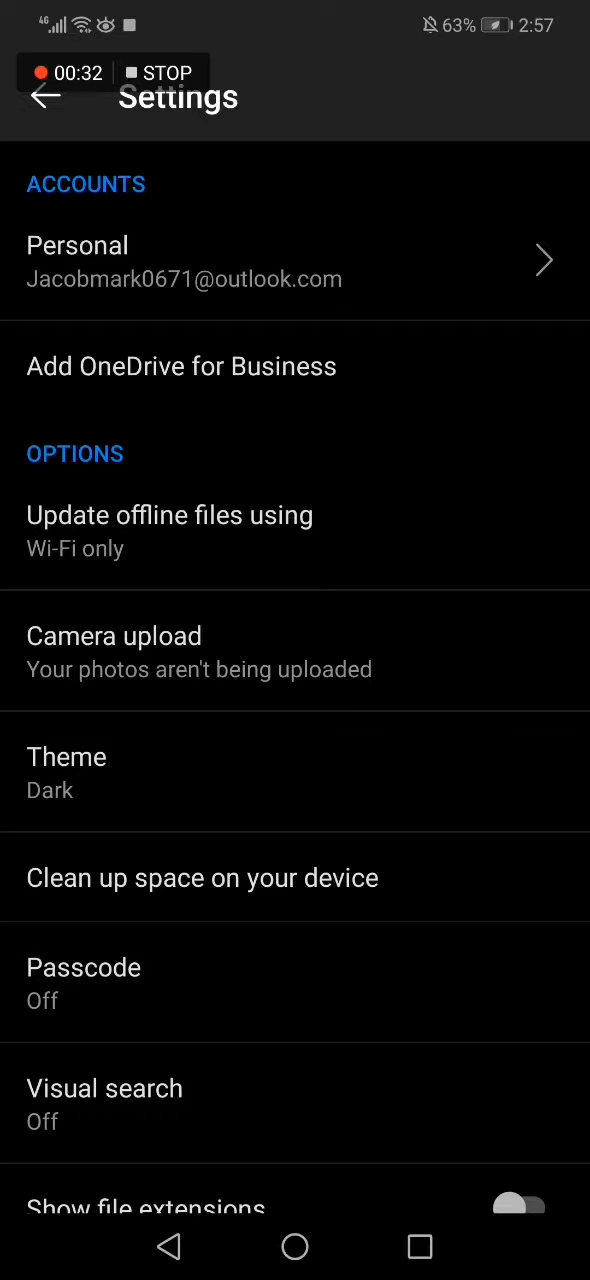 4G 63% 2:57
00:32 STOP
Settings
ACCOUNTS
Personal
Jacobmark0671@outlook.com
Add OneDrive for Business
OPTIONS
Update offline files using
Wi-Fi only
Camera upload
Your photos aren't being uploaded
Theme
Dark
Clean up space on your device
Passcode
Off
Visual search
Off
Show file extensions